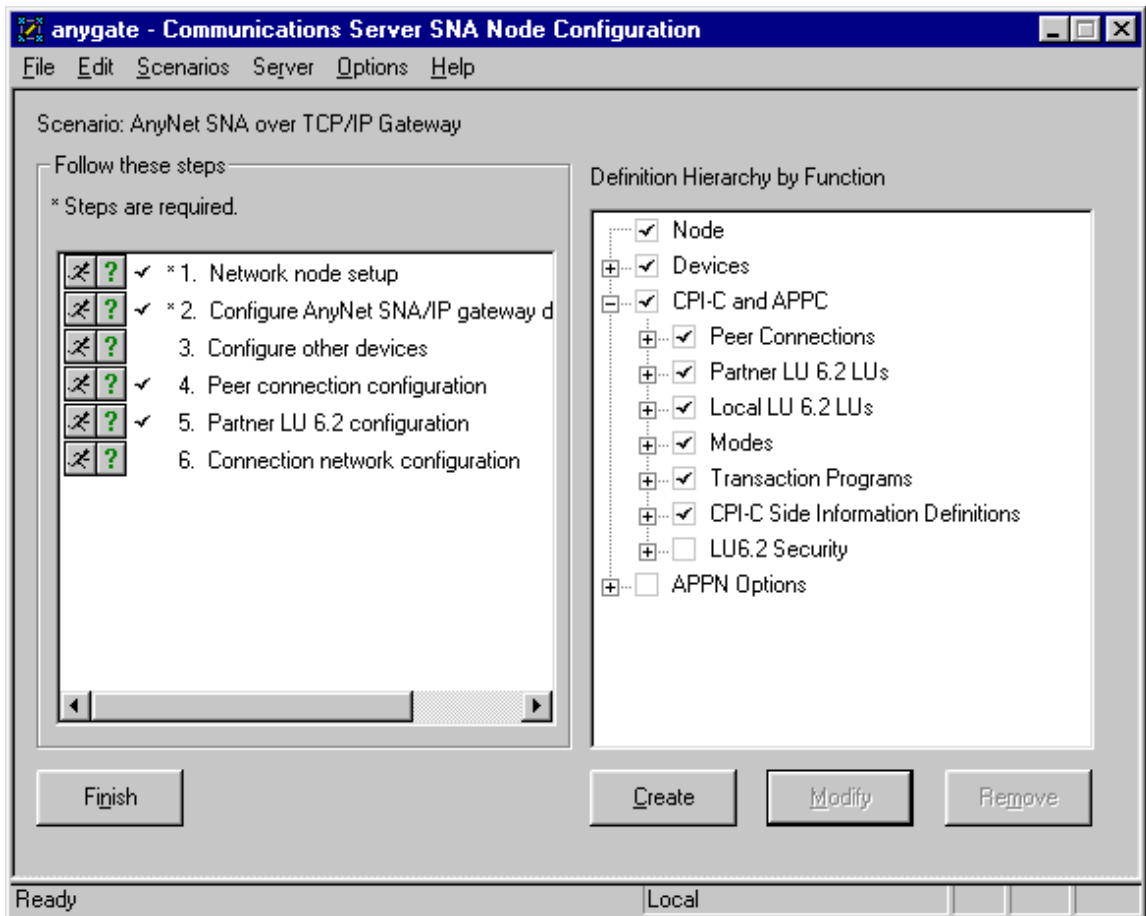 anygate - Communications Server SNA Node Configuration
File Edit Scenarios Server Options Help
Scenario: AnyNet SNA over TCP/IP Gateway
Follow these steps
* Steps are required.
? ✓ * 1. Network node setup
? ✓ * 2. Configure AnyNet SNA/IP gateway d
? 3. Configure other devices
? ✓ 4. Peer connection configuration
? ✓ 5. Partner LU 6.2 configuration
? 6. Connection network configuration
Definition Hierarchy by Function
Node
Devices
CPI-C and APPC
Peer Connections
Partner LU 6.2 LUs
Local LU 6.2 LUs
Modes
Transaction Programs
CPI-C Side Information Definitions
LU6.2 Security
APPN Options
Finish
Create Modify Remove
Ready Local